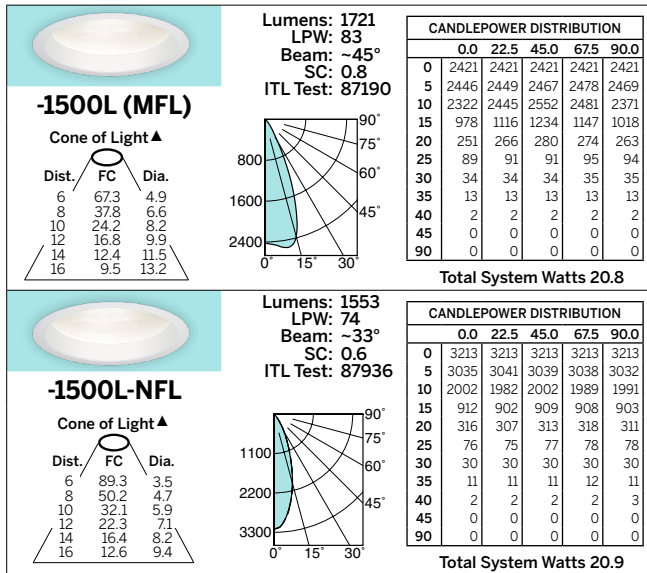 -1500L (MFL)
Cone of Light▲
Dist. FC Dia.
6 67.3 4.9
8 37.8 6.6
10 24.2 8.2
12 16.8 9.9
14 12.4 11.5
16 9.5 13.2
Lumens: 1721
LPW: 83
Beam: ~45°
SC: 0.8
ITL Test: 87190
90°
75°
60°
45°
800
1600
2400
0° 15° 30°
CANDLEPOWER DISTRIBUTION
0.0 22.5 45.0 67.5 90.0
0 2421 2421 2421 2421 2421
5 2446 2449 2467 2478 2469
10 2322 2445 2552 2481 2371
15 978 1116 1234 1147 1018
20 251 266 280 274 263
25 89 91 91 95 94
30 34 34 34 35 35
35 13 13 13 13 13
40 2 2 2 2 2
45 0 0 0 0 0
90 0 0 0 0 0
Total System Watts 20.8
-1500L-NFL
Cone of Light▲
Dist. FC Dia.
6 89.3 3.5
8 50.2 4.7
10 32.1 5.9
12 22.3 7.1
14 16.4 8.2
16 12.6 9.4
Lumens: 1553
LPW: 74
Beam: ~33°
SC: 0.6
ITL Test: 87936
90°
75°
60°
45°
1100
2200
3300
0° 15° 30°
CANDLEPOWER DISTRIBUTION
0.0 22.5 45.0 67.5 90.0
0 3213 3213 3213 3213 3213
5 3035 3041 3039 3038 3032
10 2002 1982 2002 1989 1991
15 912 902 909 908 903
20 316 307 313 318 311
25 76 75 77 78 78
30 30 30 30 30 30
35 11 11 11 12 11
40 2 2 2 2 3
45 0 0 0 0 0
90 0 0 0 0 0
Total System Watts 20.9